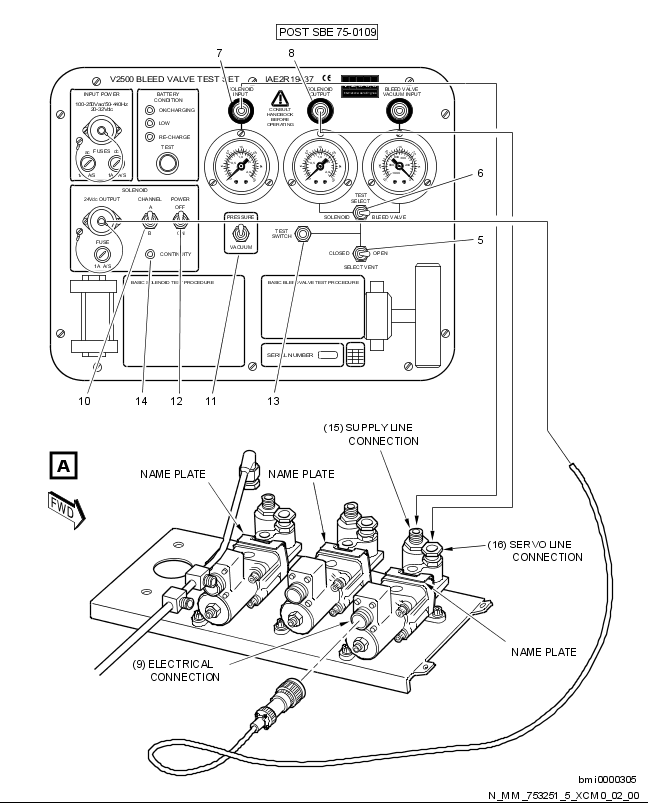 POST SBE 75-0109
7
8
V2500 BLEED VALVE TEST SET IAE2R19 37 CE
INPUT POWER
100-250Vac/50-440Hz
20-32Vdc
FUSES
BATTERY
CONDITION
ON CHARGING
LOW
RE-CHARGE
TEST
SOLENOID
INPUT
CONSULT
HANDBOOK
BEFORE
OPERATING
SOLENOID
OUTPUT
BLEED VALVE
VACUUM INPUT
6
SOLENOID
24Vdc OUTPUT
CHANNEL
A
B
POWER
OFF
ON
FUSE
1A A/S
CONTINUITY
PRESSURE
VACUUM
TEST
SWITCH
TEST
SELECT
SOLENOID
BLEED VALVE
5
CLOSED
OPEN
SELECT VENT
BASIC SOLENOID TEST PROCEDURE
BASIC BLEED VALVE TEST PROCEDURE
SERIAL NUMBER
10
14
12
11
13
(15) SUPPLY LINE
CONNECTION
A
FWD
NAME PLATE
NAME PLATE
(16) SERVO LINE
CONNECTION
NAME PLATE
(9) ELECTRICAL
CONNECTION
bmi0000305
N_MM_753251_5_XCM0_02_00